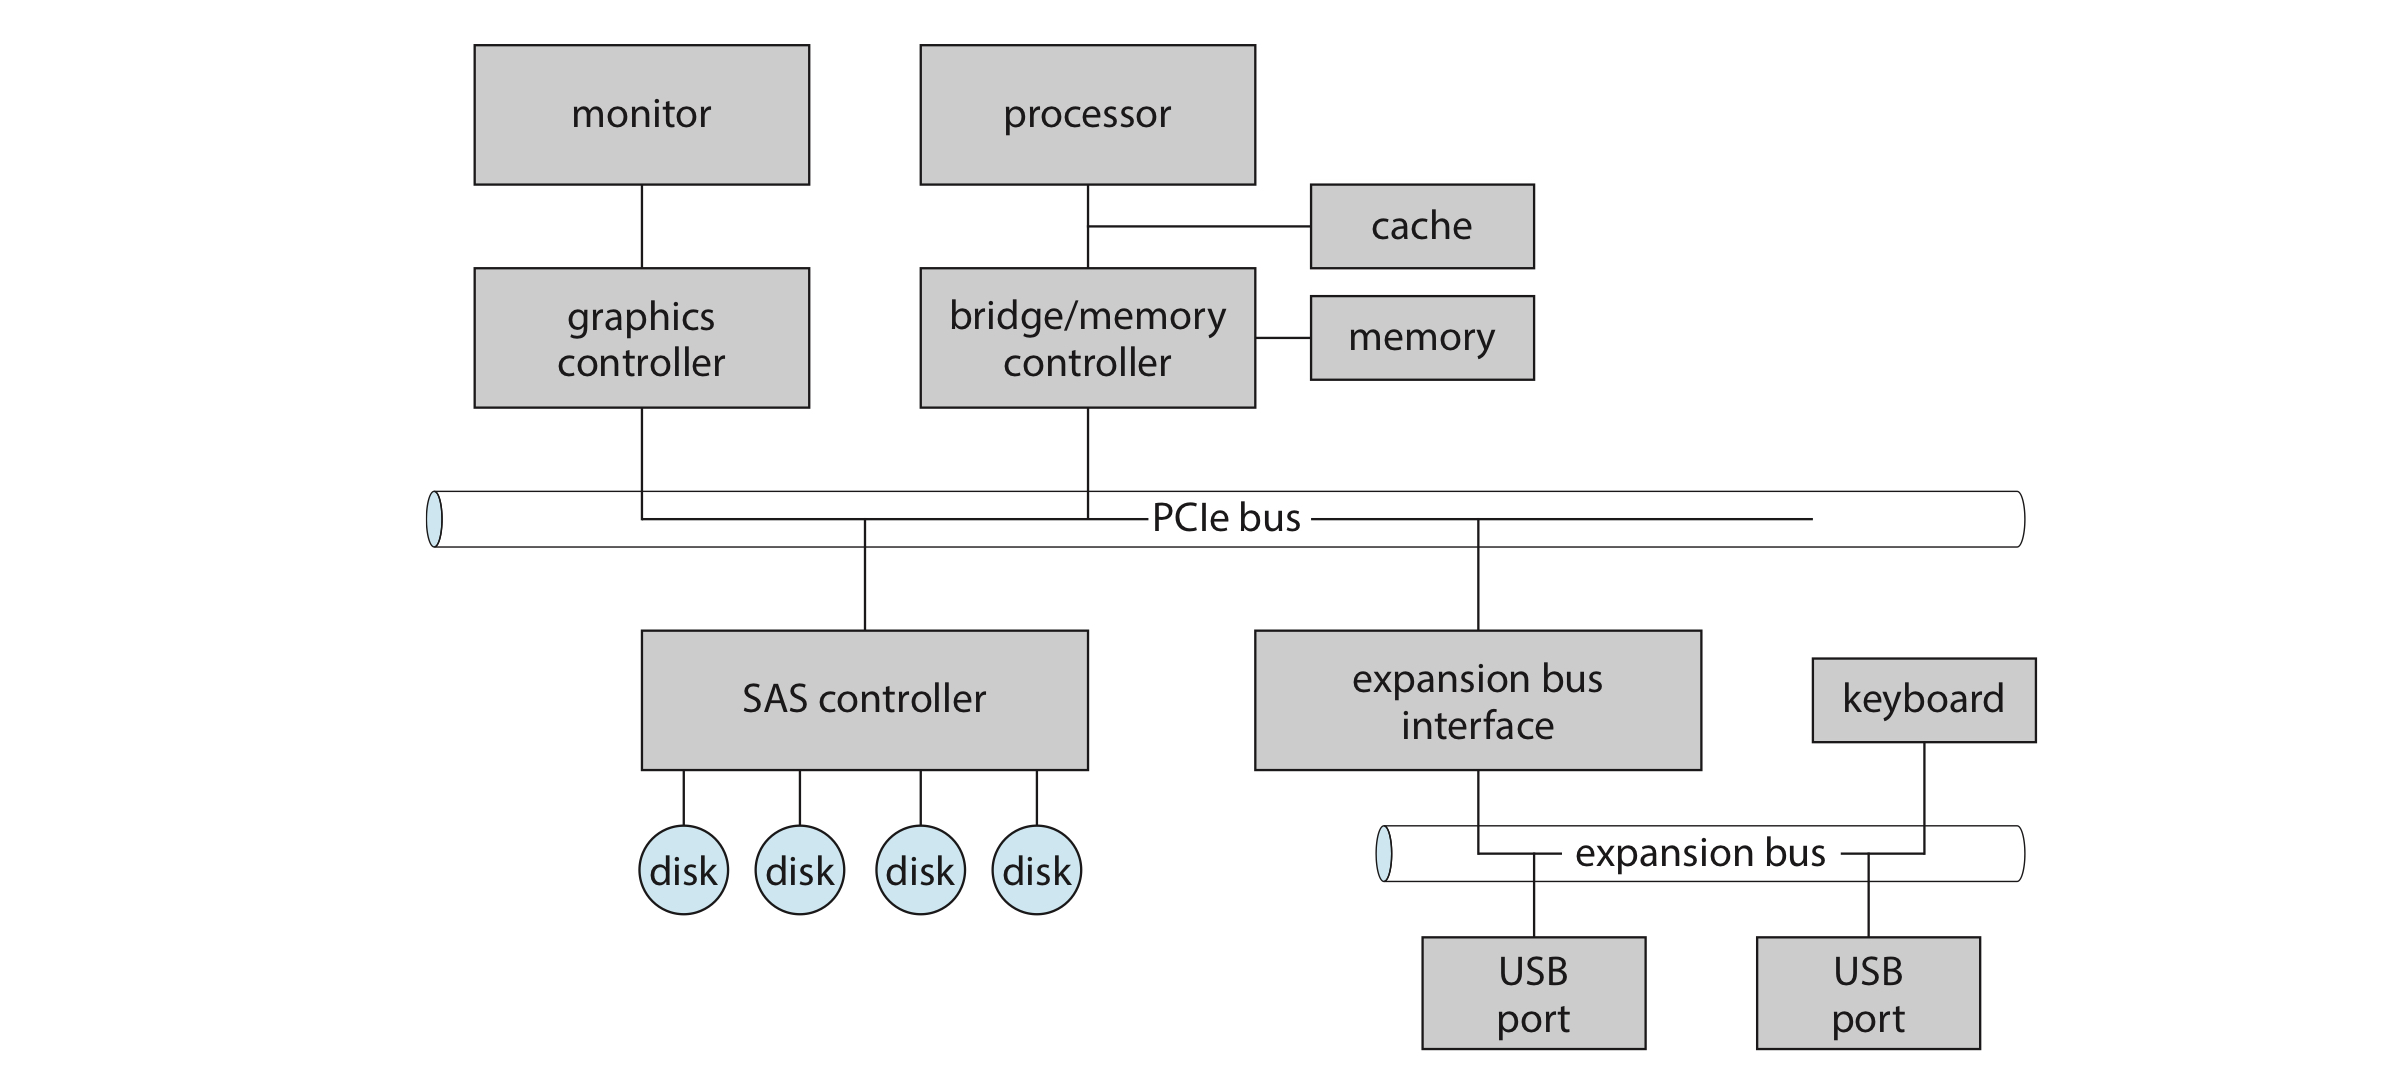 monitor
processor
cache
graphics
controller
bridge/memory
controller
memory
PCIe bus
SAS controller
expansion bus
interface
keyboard
disk
disk
disk
disk
expansion bus
USB
port
USB
port